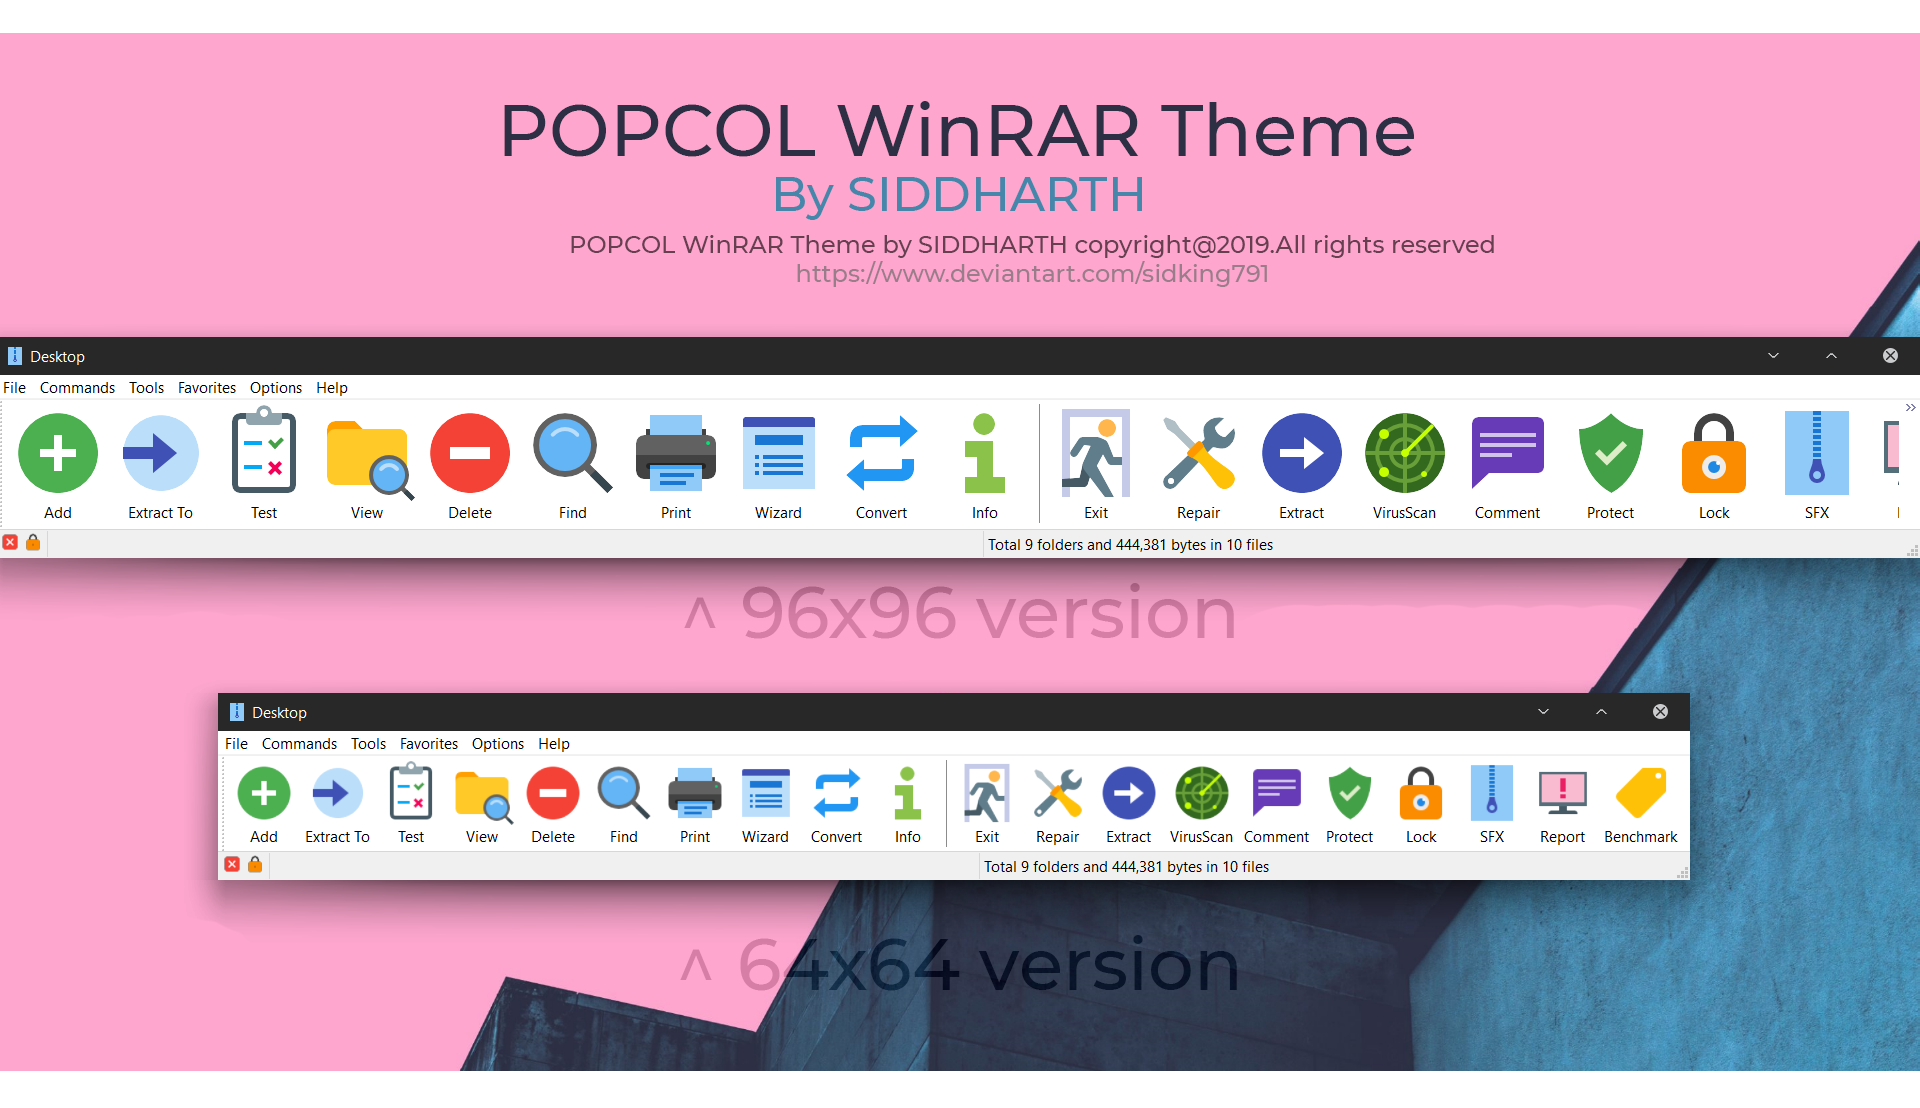 POPCOL WinRAR Theme
By SIDDHARTH
POPCOL WinRAR Theme by SIDDHARTH copyright@2019.All rights reserved
https://www.deviantart.com/sidking791
Desktop
File Commands Tools Favorites Options Help
Add Extract To Test View Delete Find Print Wizard Convert Info Exit Repair Extract VirusScan Comment Protect Lock SFX
Total 9 folders and 444,381 bytes in 10 files
^ 96x96 version
Desktop
File Commands Tools Favorites Options Help
Add Extract To Test View Delete Find Print Wizard Convert Info Exit Repair Extract VirusScan Comment Protect Lock SFX Report Benchmark
Total 9 folders and 444,381 bytes in 10 files
^ 64x64 version